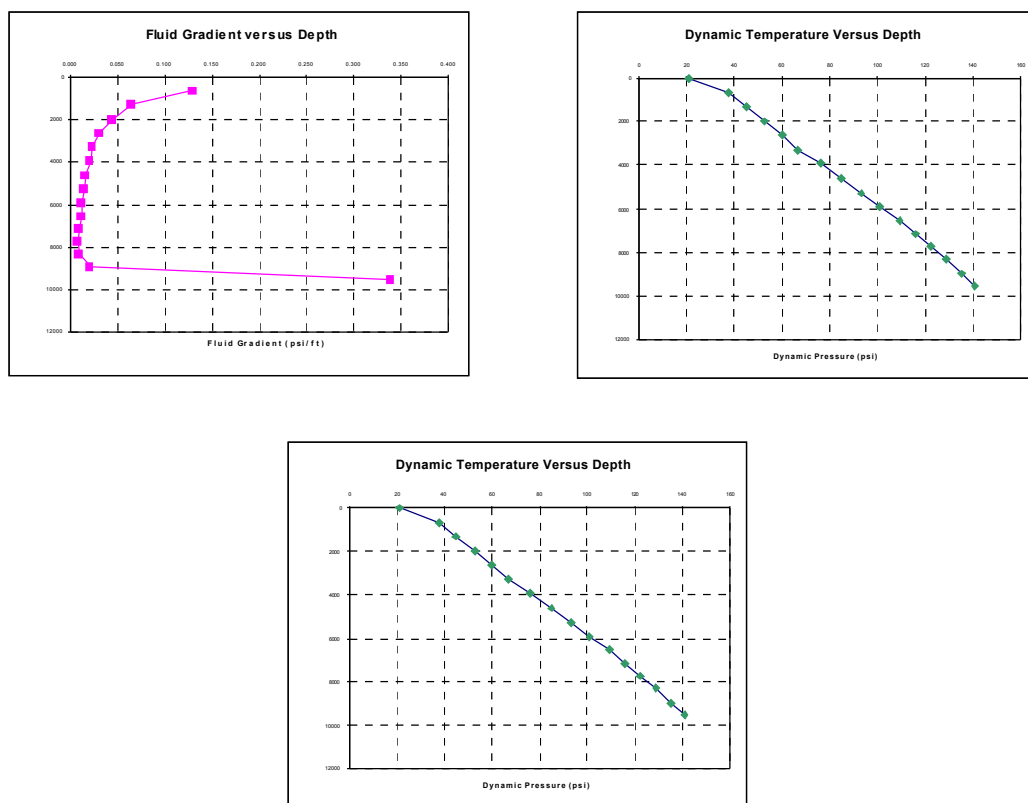 Fluid Gradient versus Depth
0.000 0.050 0.100 0.150 0.200 0.250 0.300 0.350 0.400
0
2000
4000
6000
8000
10000
12000
Fluid Gradient (psi/ft)
Dynamic Temperature Versus Depth
0 20 40 60 80 100 120 140 160
0
2000
4000
6000
8000
10000
12000
Dynamic Pressure (psi)
Dynamic Temperature Versus Depth
0 20 40 60 80 100 120 140 160
0
2000
4000
6000
8000
10000
12000
Dynamic Pressure (psi)